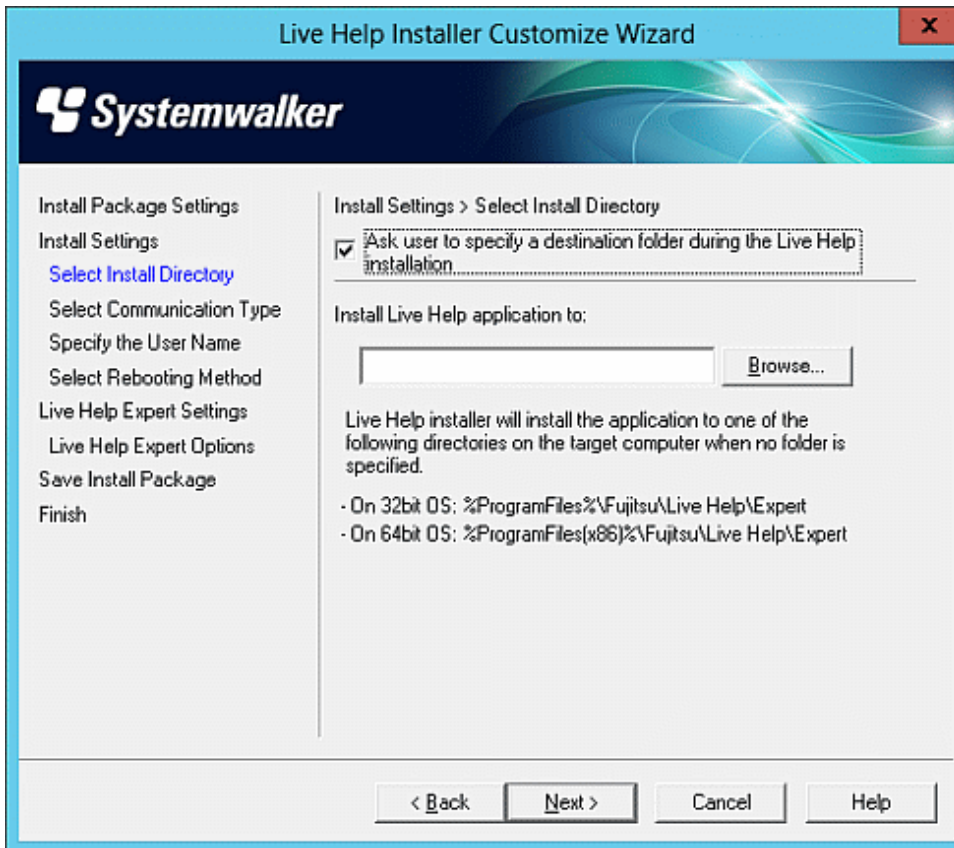 Live Help Installer Customize Wizard
x
Systemwalker
Install Package Settings
Install Settings
Select Install Directory
Select Communication Type
Specify the User Name
Select Rebooting Method
Live Help Expert Settings
Live Help Expert Options
Save Install Package
Finish
Install Settings > Select Install Directory
Ask user to specify a destination folder during the Live Help
installation
Install Live Help application to:
Browse...
Live Help installer will install the application to one of the
following directories on the target computer when no folder is
specified.
- On 32bit OS: %ProgramFiles%\Fujitsu\Live Help\Expert
- On 64bit OS: %ProgramFiles(x86)%\Fujitsu\Live Help\Expert
< Back
Next >
Cancel
Help